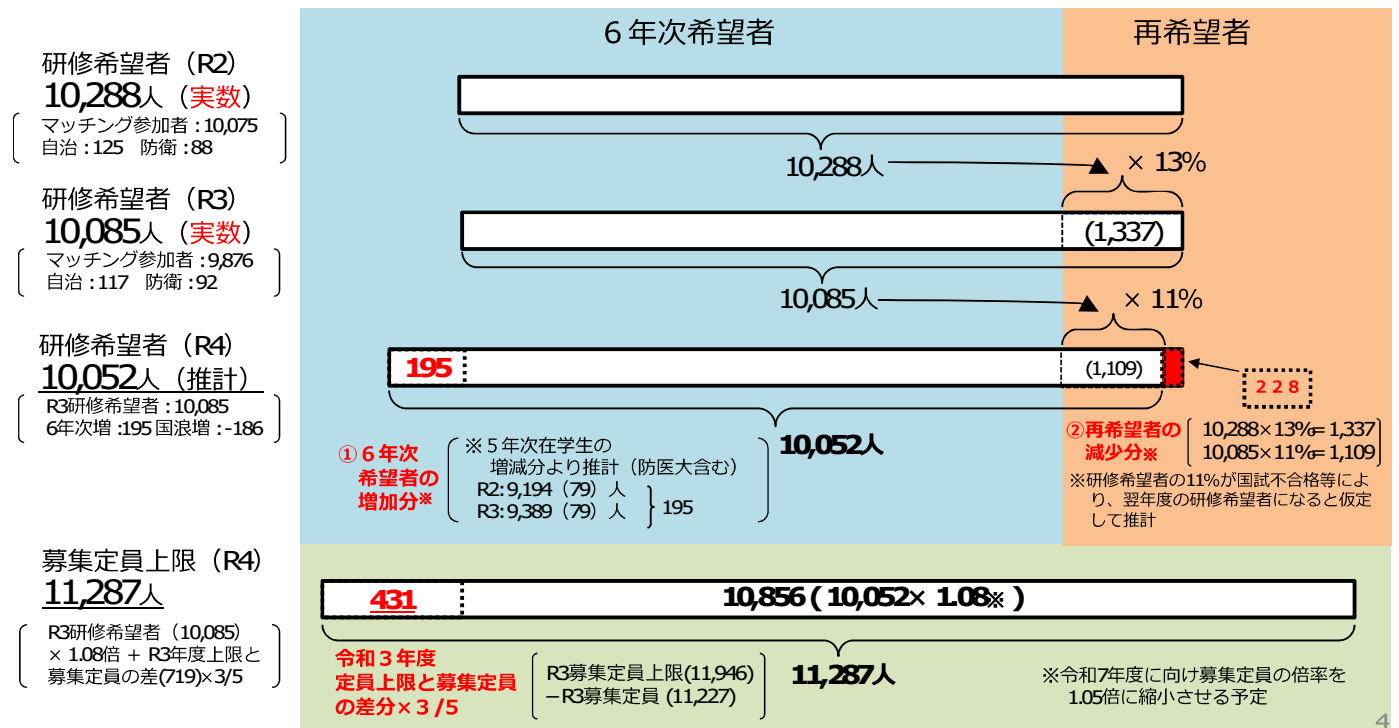 6年次希望者
再希望者
研修希望者（R2）
10,288人（実数）
マッチング参加者：10,075
自治：125　防衛：88
10,288人
× 13%
研修希望者（R3）
10,085人（実数）
マッチング参加者：9,876
自治：117　防衛：92
(1,337)
10,085人
× 11%
研修希望者（R4）
10,052人（推計）
R3研修希望者：10,085
6年次増：195 国浪増：-186
195
(1,109)
２２８
10,052人
①６年次
希望者の
増加分※
※５年次在学生の
増減分より推計（防医大含む）
R2：9,194（79）人
R3：9,389（79）人
195
②再希望者の
減少分※
10,288×13%= 1,337
10,085×11%= 1,109
※研修希望者の11%が国試不合格等によ
り、翌年度の研修希望者になると仮定
して推計
募集定員上限（R4）
11,287人
R3研修希望者（10,085）
× 1.08倍 + R3年度上限と
募集定員の差(719)×3/5
431
10,856 ( 10,052× 1.08※ )
11,287人
令和３年度
定員上限と募集定員
の差分×３/5
R3募集定員上限(11,946)
－R3募集定員 (11,227)
※令和7年度に向け募集定員の倍率を
1.05倍に縮小させる予定
4